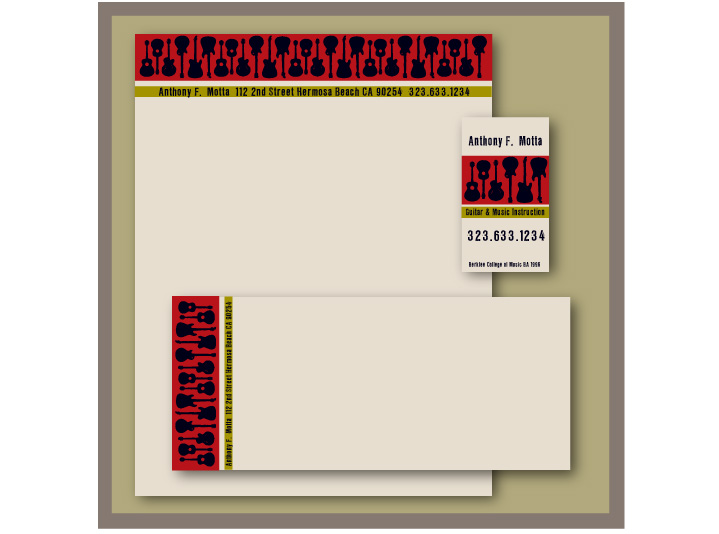 Anthony F. Motta 112 2nd Street Hermosa Beach CA 90254 323.633.1234
Anthony F. Motta
Guitar & Music Instruction
323.633.1234
Berklee College of Music BA 1996
Anthony F. Motta 112 2nd Street Hermosa Beach CA 90254